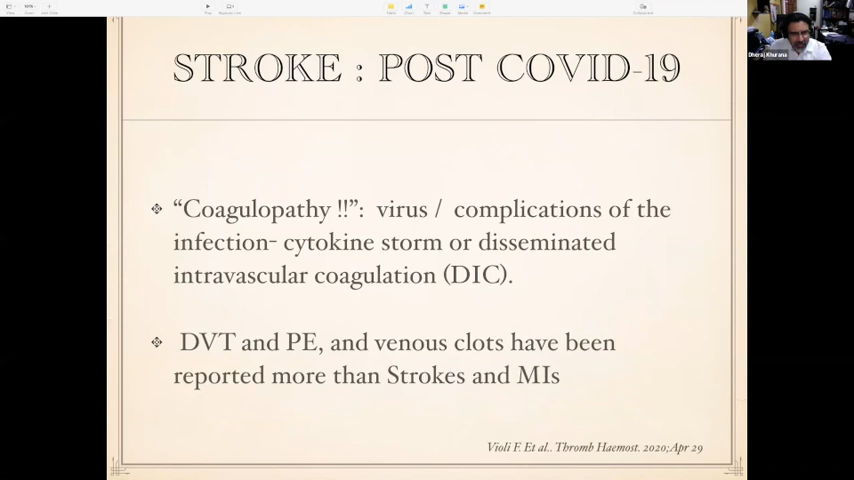 STROKE : POST COVID-19
“Coagulopathy !!”: virus / complications of the
infection- cytokine storm or disseminated
intravascular coagulation (DIC).
DVT and PE, and venous clots have been
reported more than Strokes and MIs
Violi F. Et al.. Thromb Haemost. 2020;Apr 29
Dheraj Khurana